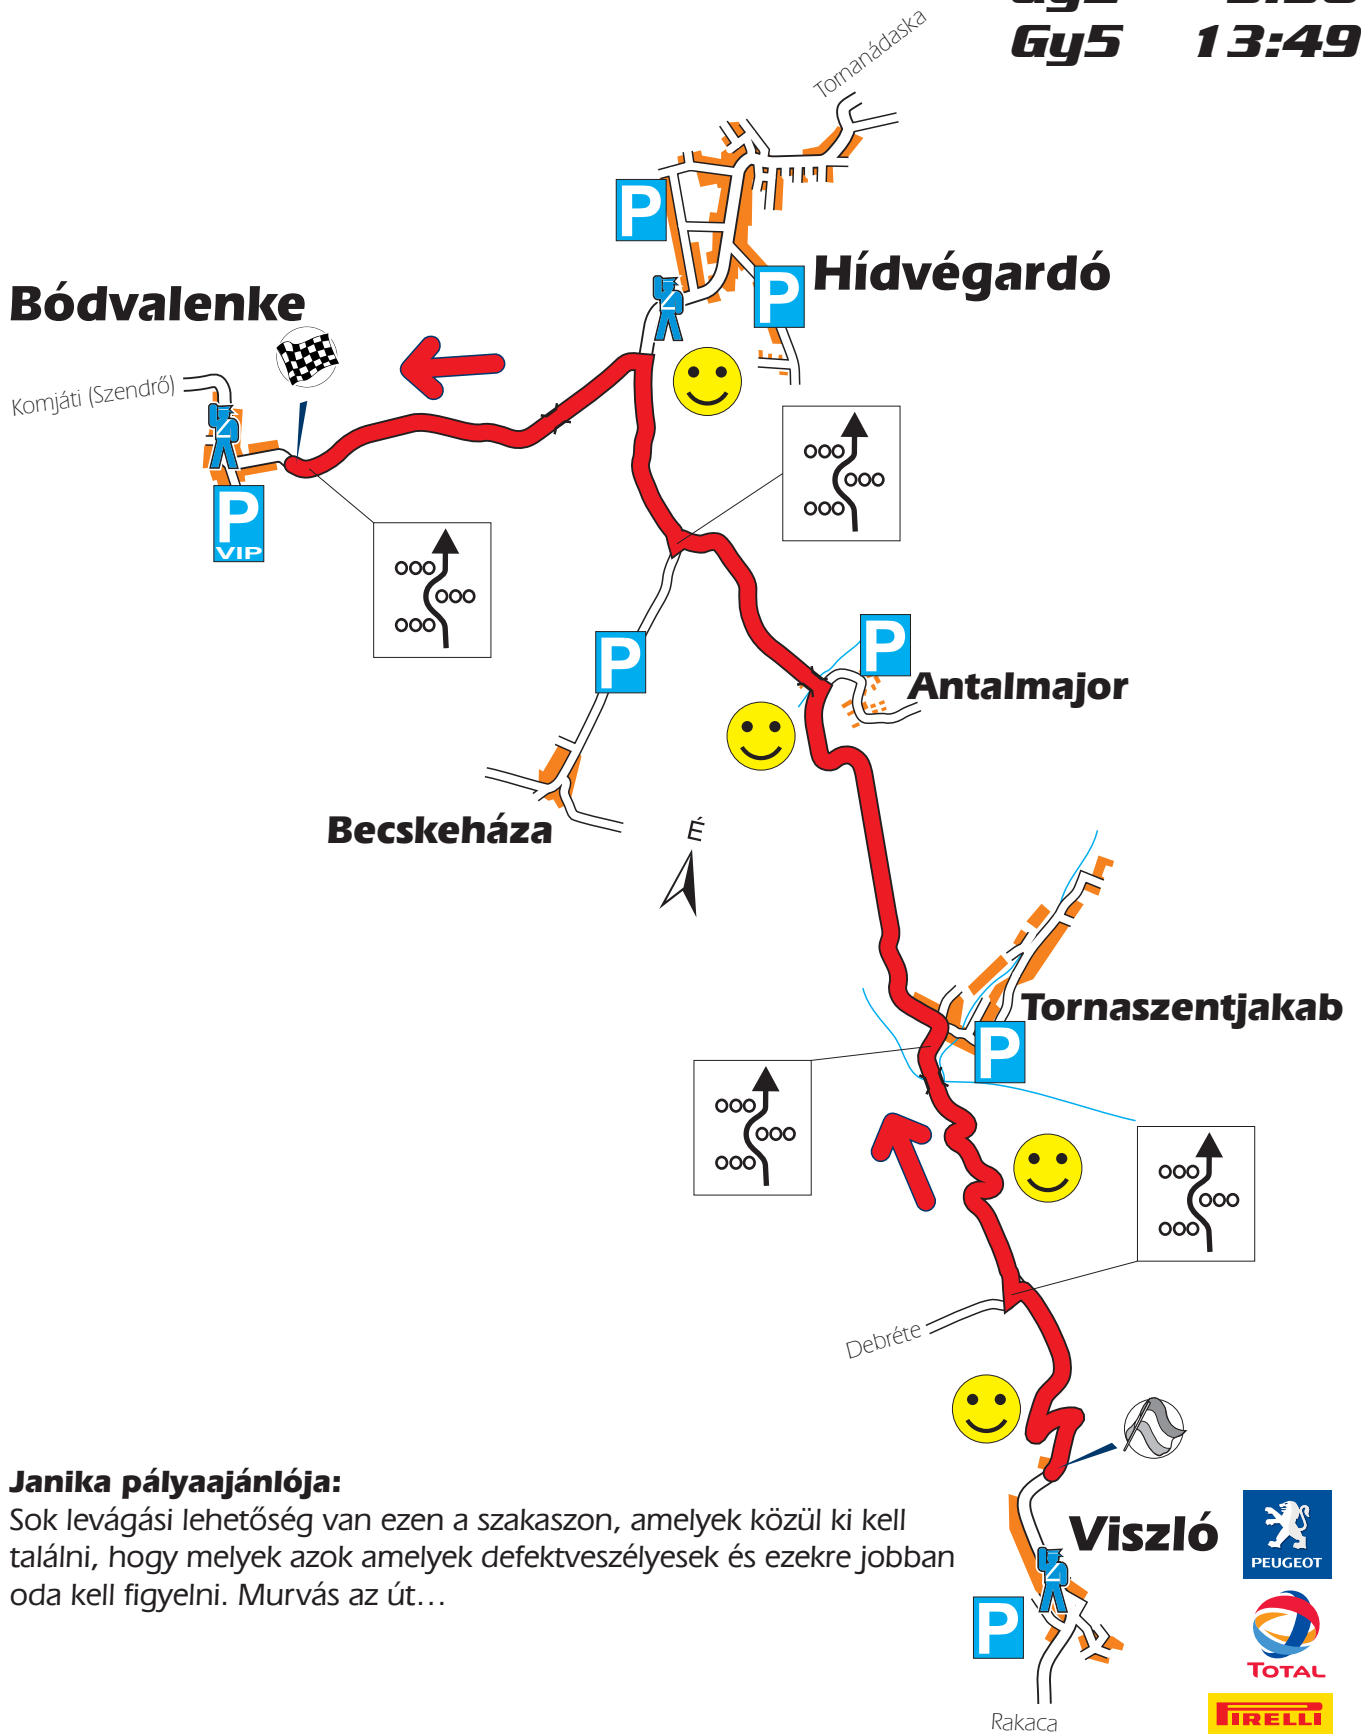 Gy5 13:49
Tornanádaska
P
Hídvégardó
P
Bódvalenke
Komjáti (Szendrő)
P
VIP
P
P
Antalmajor
Becskeháza
É
Tornaszentjakab
P
Debréte
Janika pályaajánlója:
Sok levágási lehetőség van ezen a szakaszon, amelyek közül ki kell
találni, hogy melyek azok amelyek defektveszélyesek és ezekre jobban
oda kell figyelni. Murvás az út…
Viszló
PEUGEOT
P
TOTAL
Rakaca
PIRELLI